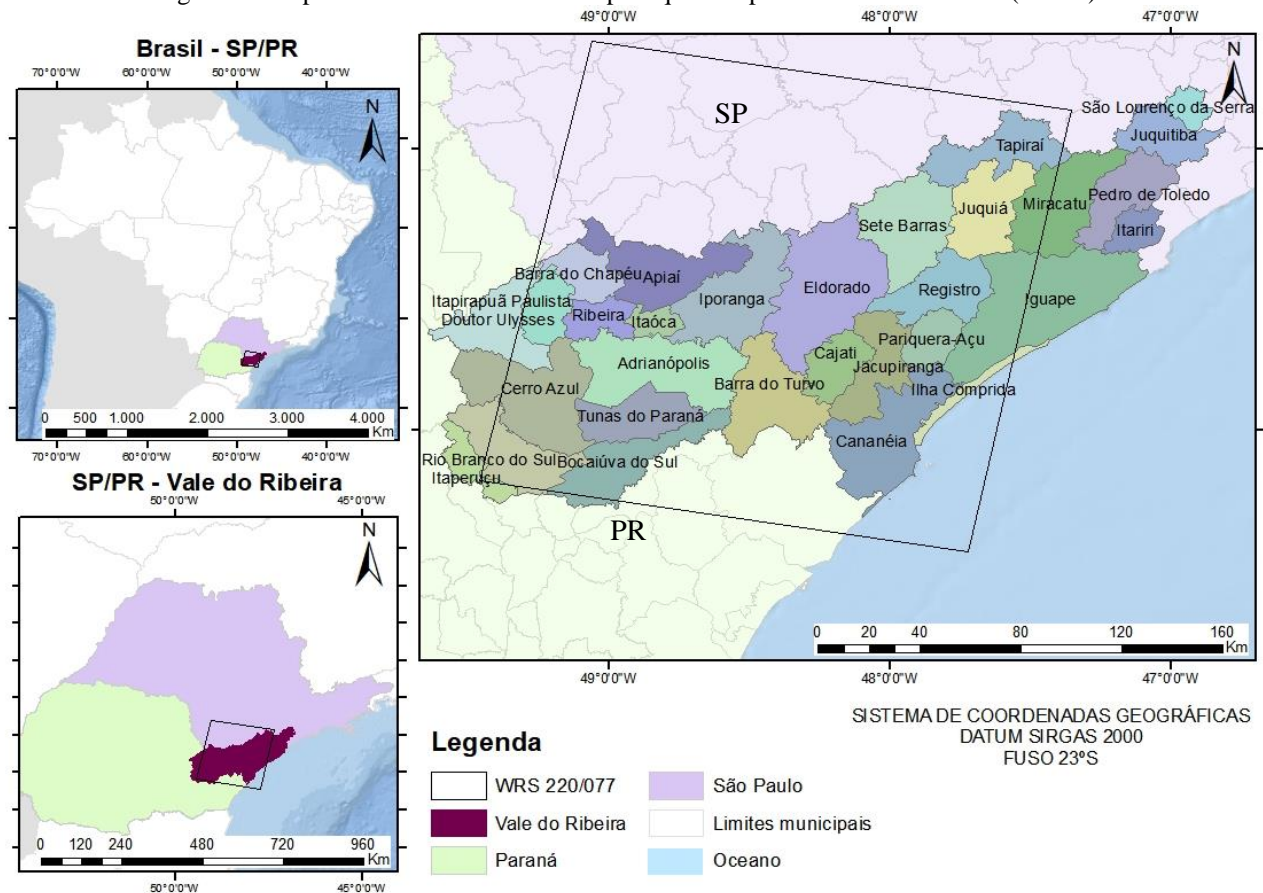 Brasil - SP/PR
70°0'0"W 60°0'0"W 50°0'0"W 40°0'0"W
N
0 500 1.000 2.000 3.000 4.000
Km
70°0'0"W 60°0'0"W 50°0'0"W 40°0'0"W
SP/PR - Vale do Ribeira
50°0'0"W 45°0'0"W
N
0 120 240 480 720 960
Km
50°0'0"W 45°0'0"W
49°0'0"W 48°0'0"W 47°0'0"W
N
SP
São Lourenço da Serra
Juquitiba
Tapiraí
Pedro de Toledo
Miracatu
Juquiá
Itariri
Sete Barras
Barra do Chapéu
Apiaí
Eldorado
Registro
Iguape
Iporanga
Itapirapuã Paulista
Doutor Ulysses
Ribeira
Itaóca
Pariquera-Açu
Cajati
Jacupiranga
Adrianópolis
Barra do Turvo
Ilha Comprida
Cerro Azul
Tunas do Paraná
Cananéia
Rio Branco do Sul
Bocaiúva do Sul
Itaperuçu
PR
0 20 40 80 120 160
Km
49°0'0"W 48°0'0"W 47°0'0"W
SISTEMA DE COORDENADAS GEOGRÁFICAS
DATUM SIRGAS 2000
FUSO 23ºS
Legenda
WRS 220/077
Vale do Ribeira
Paraná
São Paulo
Limites municipais
Oceano